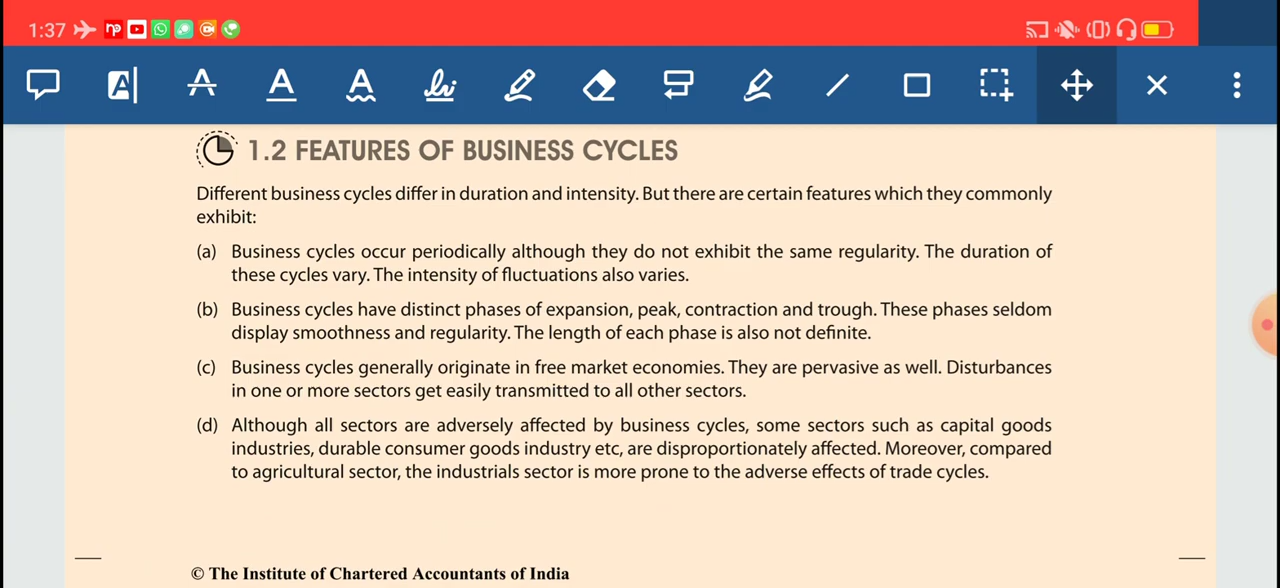 1:37
1.2 FEATURES OF BUSINESS CYCLES
Different business cycles differ in duration and intensity. But there are certain features which they commonly
exhibit:
(a) Business cycles occur periodically although they do not exhibit the same regularity. The duration of
these cycles vary. The intensity of fluctuations also varies.
(b) Business cycles have distinct phases of expansion, peak, contraction and trough. These phases seldom
display smoothness and regularity. The length of each phase is also not definite.
(c) Business cycles generally originate in free market economies. They are pervasive as well. Disturbances
in one or more sectors get easily transmitted to all other sectors.
(d) Although all sectors are adversely affected by business cycles, some sectors such as capital goods
industries, durable consumer goods industry etc, are disproportionately affected. Moreover, compared
to agricultural sector, the industrials sector is more prone to the adverse effects of trade cycles.
© The Institute of Chartered Accountants of India